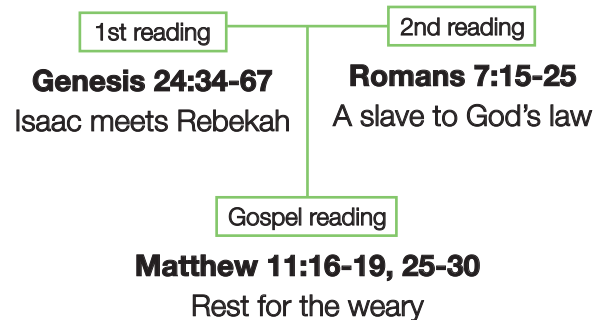 1st reading
Genesis 24:34-67
Isaac meets Rebekah
2nd reading
Romans 7:15-25
A slave to God’s law
Gospel reading
Matthew 11:16-19, 25-30
Rest for the weary